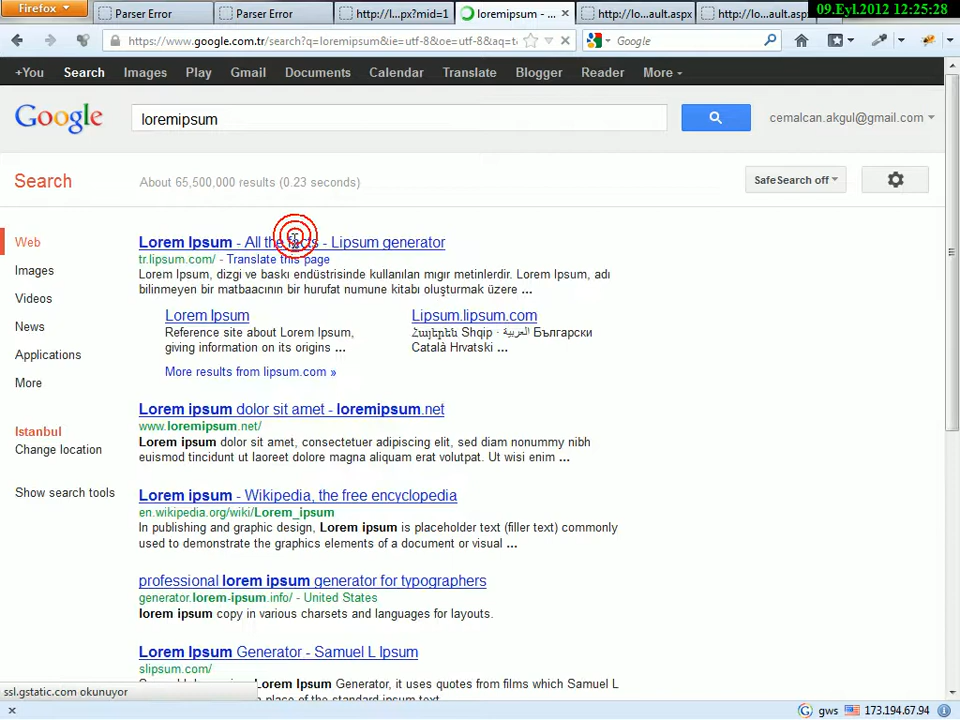 Firefox
Parser Error
Parser Error
http://l...px?mid=1
loremipsum - ...
http://lo...ault.aspx
http://lo...ault.asp
09.Eyl.2012 12:25:28
https://www.google.com.tr/search?q=loremipsum&ie=utf-8&oe=utf-8&aq=t
Google
+You Search Images Play Gmail Documents Calendar Translate Blogger Reader More
Google
loremipsum
cemalcan.akgul@gmail.com
Search
About 65,500,000 results (0.23 seconds)
SafeSearch off
Web
Images
Videos
News
Applications
More
Istanbul
Change location
Show search tools
Lorem Ipsum - All the facts - Lipsum generator
tr.lipsum.com/ - Translate this page
Lorem Ipsum, dizgi ve baskı endüstrisinde kullanılan mıgır metinlerdir. Lorem Ipsum, adı
bilinmeyen bir matbaacının bir hurufat numune kitabı oluşturmak üzere ...
Lorem Ipsum
Reference site about Lorem Ipsum,
giving information on its origins ...
Lipsum.lipsum.com
Հայերեն Shqip · العربية Български
Català Hrvatski ...
More results from lipsum.com »
Lorem ipsum dolor sit amet - loremipsum.net
www.loremipsum.net/
Lorem ipsum dolor sit amet, consectetuer adipiscing elit, sed diam nonummy nibh
euismod tincidunt ut laoreet dolore magna aliquam erat volutpat. Ut wisi enim ...
Lorem ipsum - Wikipedia, the free encyclopedia
en.wikipedia.org/wiki/Lorem_ipsum
In publishing and graphic design, Lorem ipsum is placeholder text (filler text) commonly
used to demonstrate the graphics elements of a document or visual ...
professional lorem ipsum generator for typographers
generator.lorem-ipsum.info/ - United States
lorem ipsum copy in various charsets and languages for layouts.
Lorem Ipsum Generator - Samuel L Ipsum
slipsum.com/
Lorem Ipsum Generator, it uses quotes from films which Samuel L
place of the standard ipsum text
ssl.gstatic.com okunuyor
gws
173.194.67.94